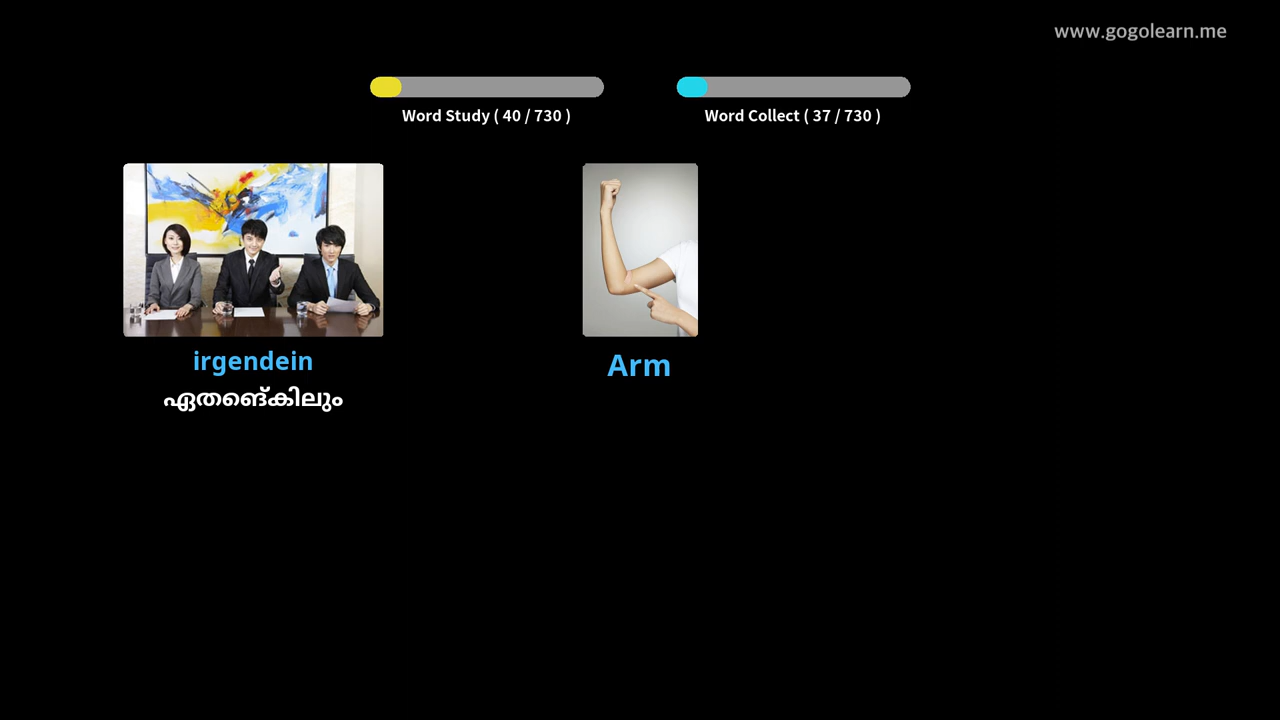 www.gogolearn.me
Word Study ( 40 / 730 )
Word Collect ( 37 / 730 )
irgendein
Arm
ഏതങ്കെിലും